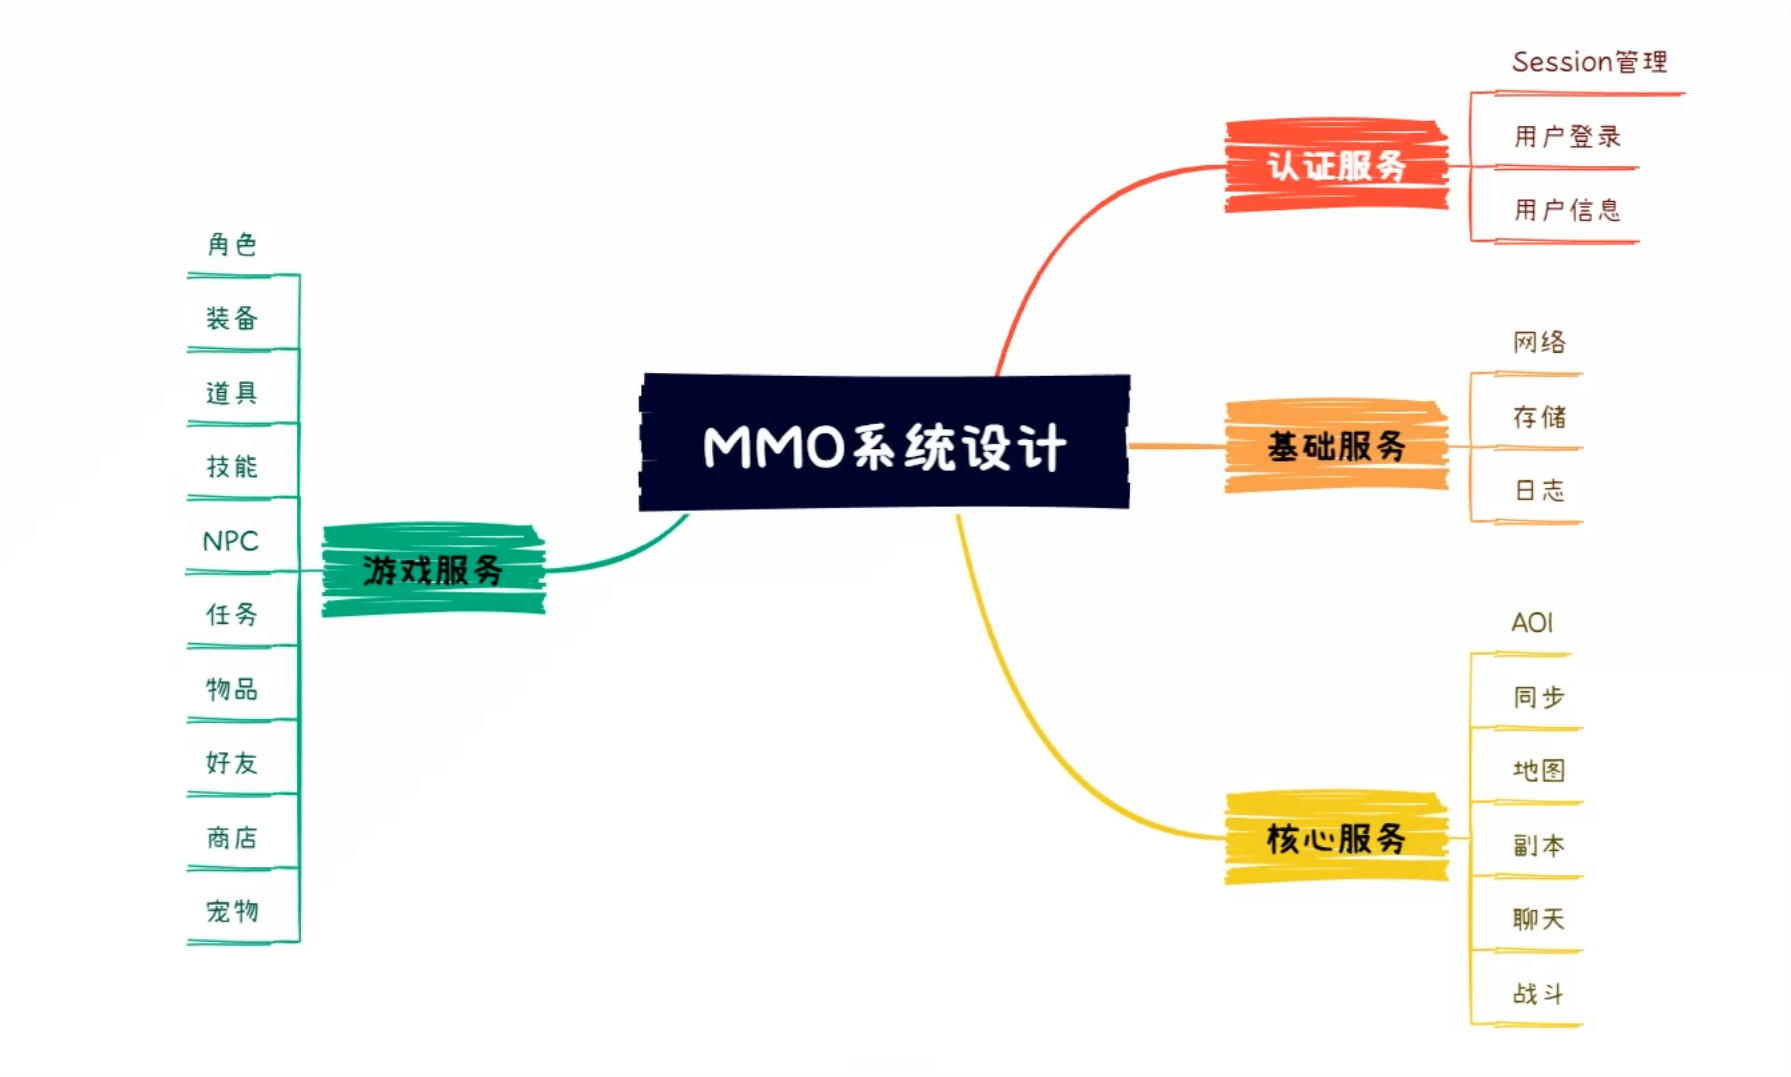 MMO系统设计
认证服务
Session管理
用户登录
用户信息
基础服务
网络
存储
日志
核心服务
AOI
同步
地图
副本
聊天
战斗
游戏服务
角色
装备
道具
技能
NPC
任务
物品
好友
商店
宠物